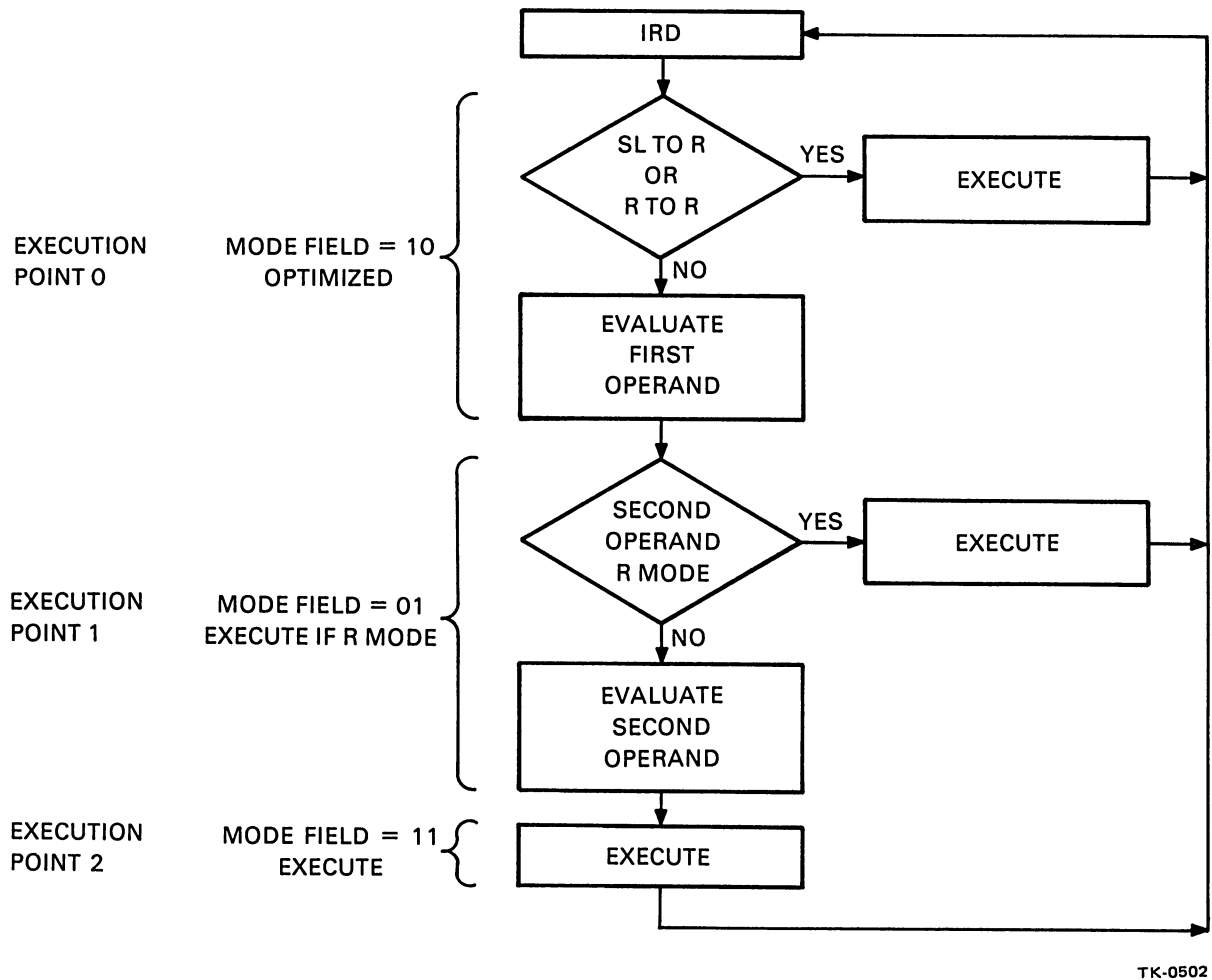 IRD
SL TO R
OR
R TO R
YES
EXECUTE
EXECUTION
POINT 0
MODE FIELD = 10
OPTIMIZED
NO
EVALUATE
FIRST
OPERAND
SECOND
OPERAND
R MODE
YES
EXECUTE
EXECUTION
POINT 1
MODE FIELD = 01
EXECUTE IF R MODE
NO
EVALUATE
SECOND
OPERAND
EXECUTION
POINT 2
MODE FIELD = 11
EXECUTE
EXECUTE
TK-0502